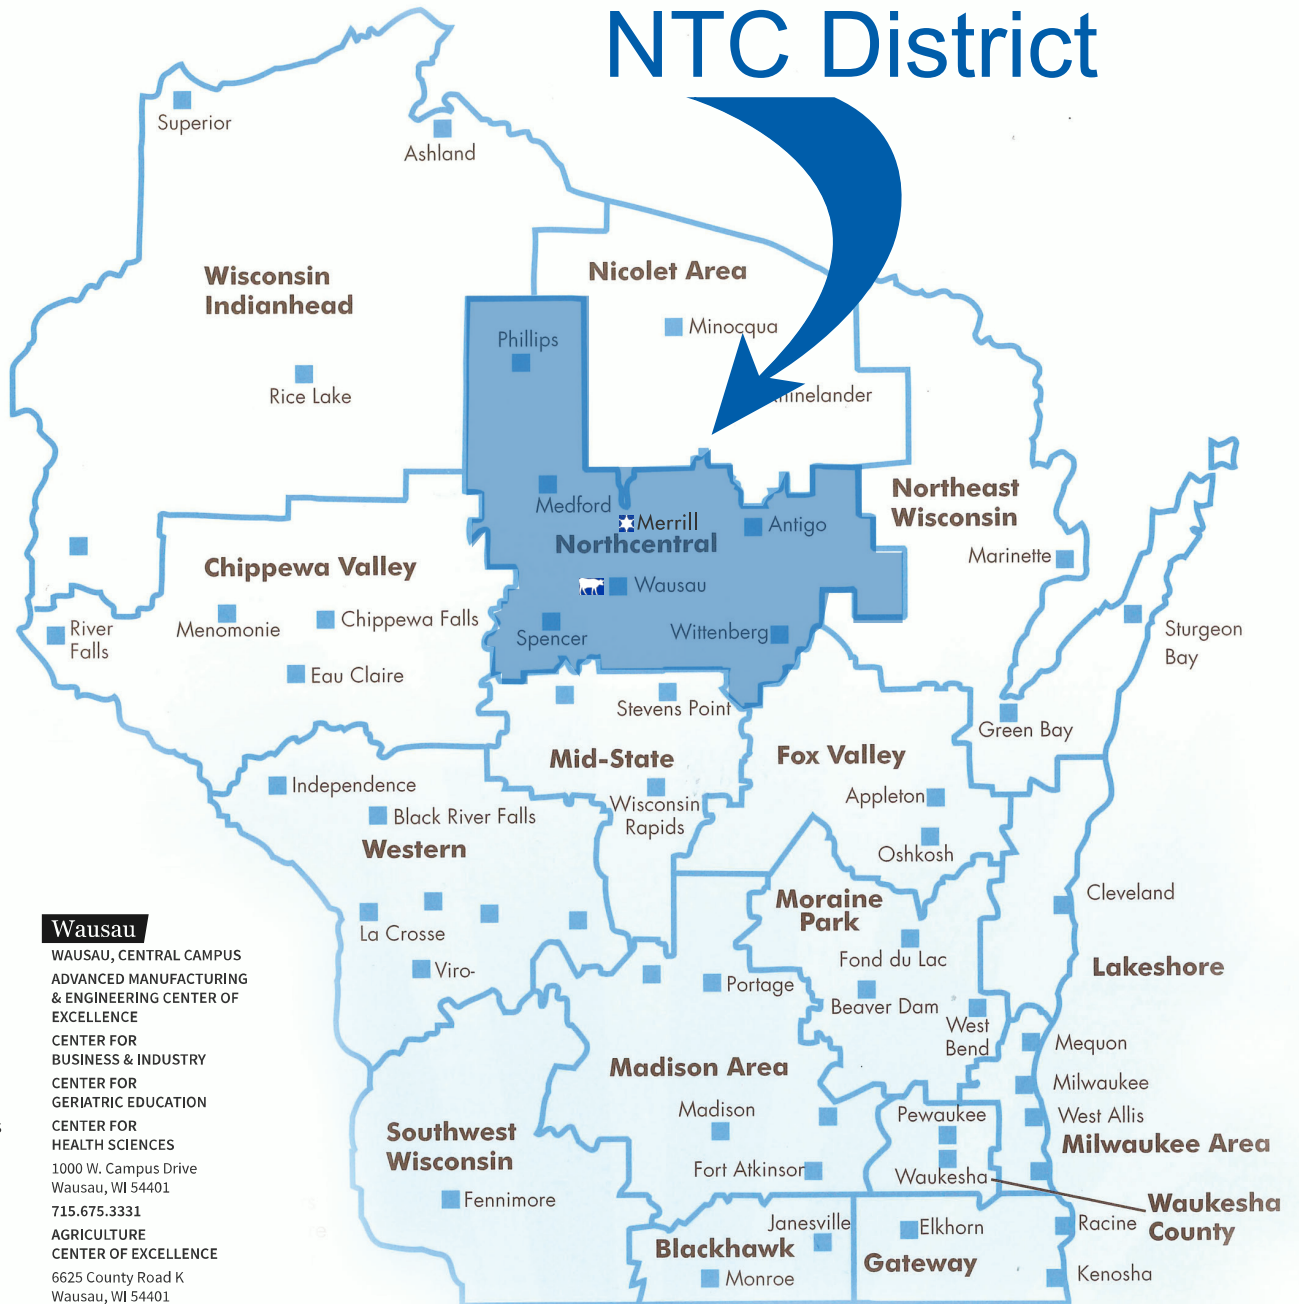 NTC District
Superior
Ashland
Wisconsin
Indianhead
Nicolet Area
Minocqua
Phillips
Rice Lake
Medford
Merrill
Northcentral
Antigo
Northeast
Wisconsin
Marinette
Chippewa Valley
Wausau
Chippewa Falls
Menomonie
River
Falls
Spencer
Wittenberg
Sturgeon
Bay
Eau Claire
Stevens Point
Green Bay
Mid-State
Fox Valley
Independence
Wisconsin
Rapids
Appleton
Black River Falls
Western
Oshkosh
Moraine
Park
Cleveland
La Crosse
Fond du Lac
Lakeshore
Viro-
Portage
Beaver Dam
West
Bend
Mequon
Madison Area
Milwaukee
Madison
Pewaukee
West Allis
Southwest
Wisconsin
Milwaukee Area
Fort Atkinson
Waukesha
Fennimore
Waukesha
County
Janesville
Elkhorn
Racine
Blackhawk
Gateway
Monroe
Kenosha
Wausau
WAUSAU, CENTRAL CAMPUS
ADVANCED MANUFACTURING
& ENGINEERING CENTER OF
EXCELLENCE
CENTER FOR
BUSINESS & INDUSTRY
CENTER FOR
GERIATRIC EDUCATION
CENTER FOR
HEALTH SCIENCES
1000 W. Campus Drive
Wausau, WI 54401
715.675.3331
AGRICULTURE
CENTER OF EXCELLENCE
6625 County Road K
Wausau, WI 54401